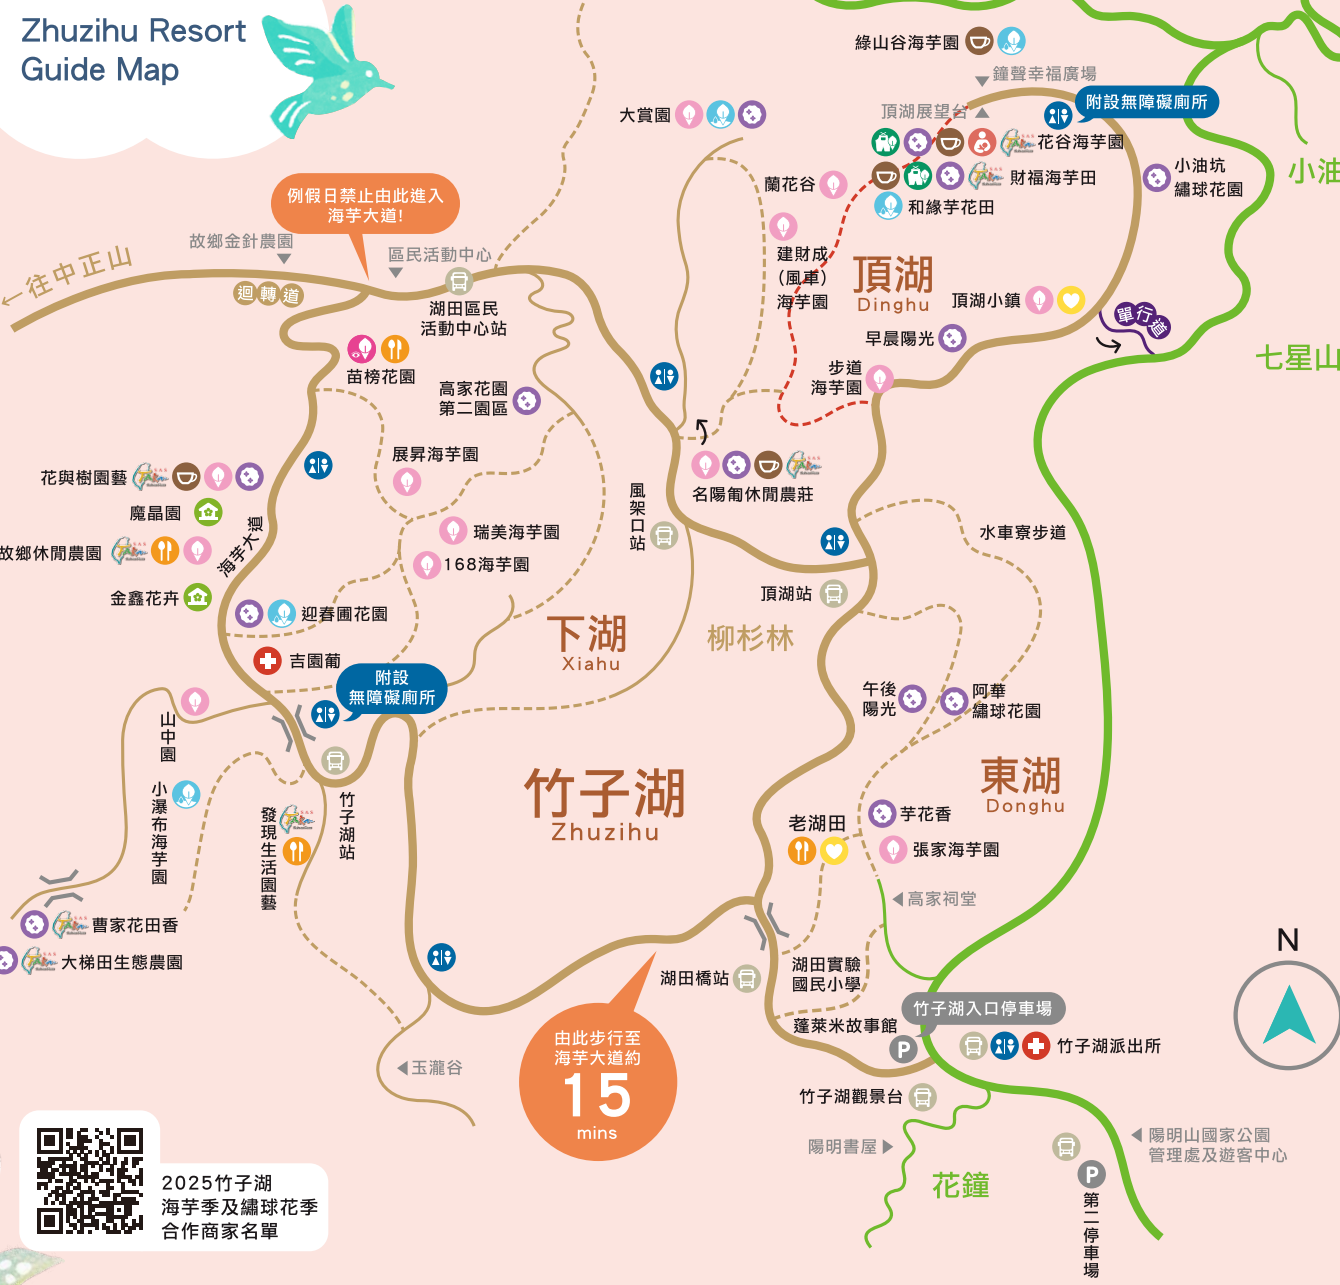 Zhuzihu Resort
Guide Map
綠山谷海芋園
鐘聲幸福廣場
頂湖展望台
附設無障礙廁所
大賞園
花谷海芋園
財福海芋田
和緣芋花田
小油坑
繡球花園
小油
蘭花谷
建財成
(風車)
海芋園
頂湖
Dinghu
頂湖小鎮
早晨陽光
步道
海芋園
單行道
七星山
例假日禁止由此進入
海芋大道!
故鄉金針農園
區民活動中心
←往中正山
迴轉道
湖田區民
活動中心站
苗榜花園
高家花園
第二園區
展昇海芋園
花與樹園藝
魔晶園
故鄉休閒農園
海芋大道
金鑫花卉
瑞美海芋園
168海芋園
迎春圃花園
吉園葡
附設
無障礙廁所
風架口站
名陽匍休閒農莊
水車寮步道
頂湖站
下湖
Xiahu
柳杉林
午後
陽光
阿華
繡球花園
山中園
小瀑布海芋園
發現生活園藝
竹子湖站
竹子湖
Zhuzihu
東湖
Donghu
芋花香
老湖田
張家海芋園
高家祠堂
曹家花田香
大梯田生態農園
湖田橋站
湖田實驗
國民小學
蓬萊米故事館
竹子湖入口停車場
P
竹子湖派出所
竹子湖觀景台
陽明書屋
花鐘
陽明山國家公園
管理處及遊客中心
P
第二停車場
玉瀧谷
由此步行至
海芋大道約
15
mins
N
2025竹子湖
海芋季及繡球花季
合作商家名單